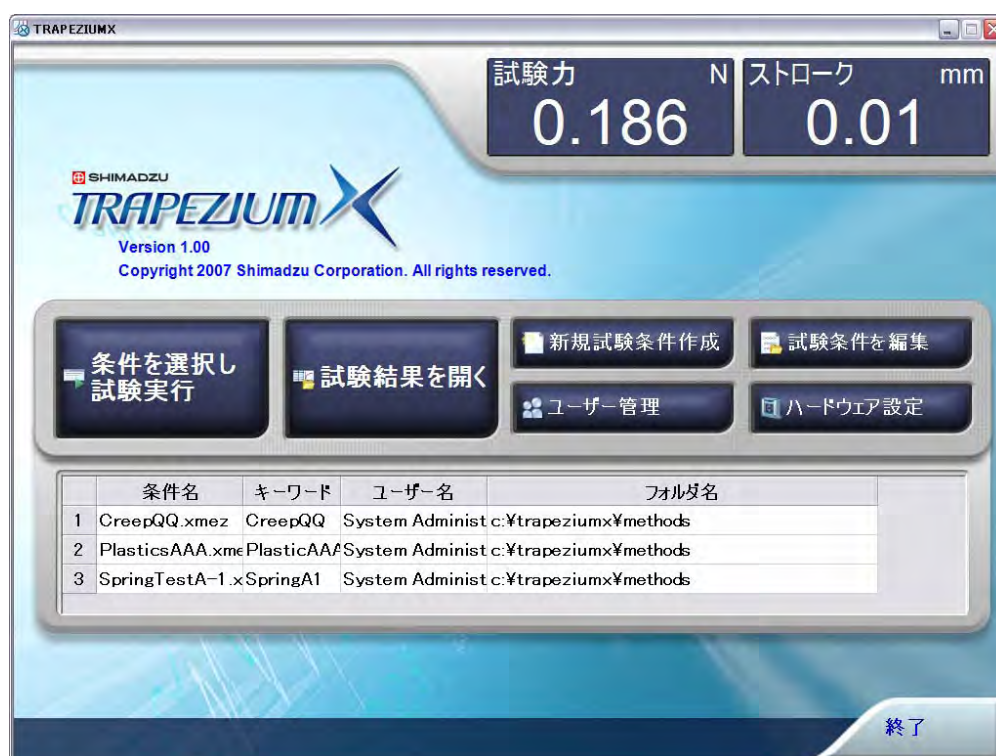 TRAPEZIUMX
試験力 N ストローク mm
0.186 0.01
SHIMADZU
TRAPEZIUM X
Version 1.00
Copyright 2007 Shimadzu Corporation. All rights reserved.
条件を選択し
試験実行
試験結果を開く
新規試験条件作成 試験条件を編集
ユーザー管理 ハードウェア設定
条件名 キーワード ユーザー名 フォルダ名
1 CreepQQ.xmez CreepQQ System Administ c:¥trapeziumx¥methods
2 PlasticsAAA.xme PlasticAAA System Administ c:¥trapeziumx¥methods
3 SpringTestA-1.x SpringA1 System Administ c:¥trapeziumx¥methods
終了